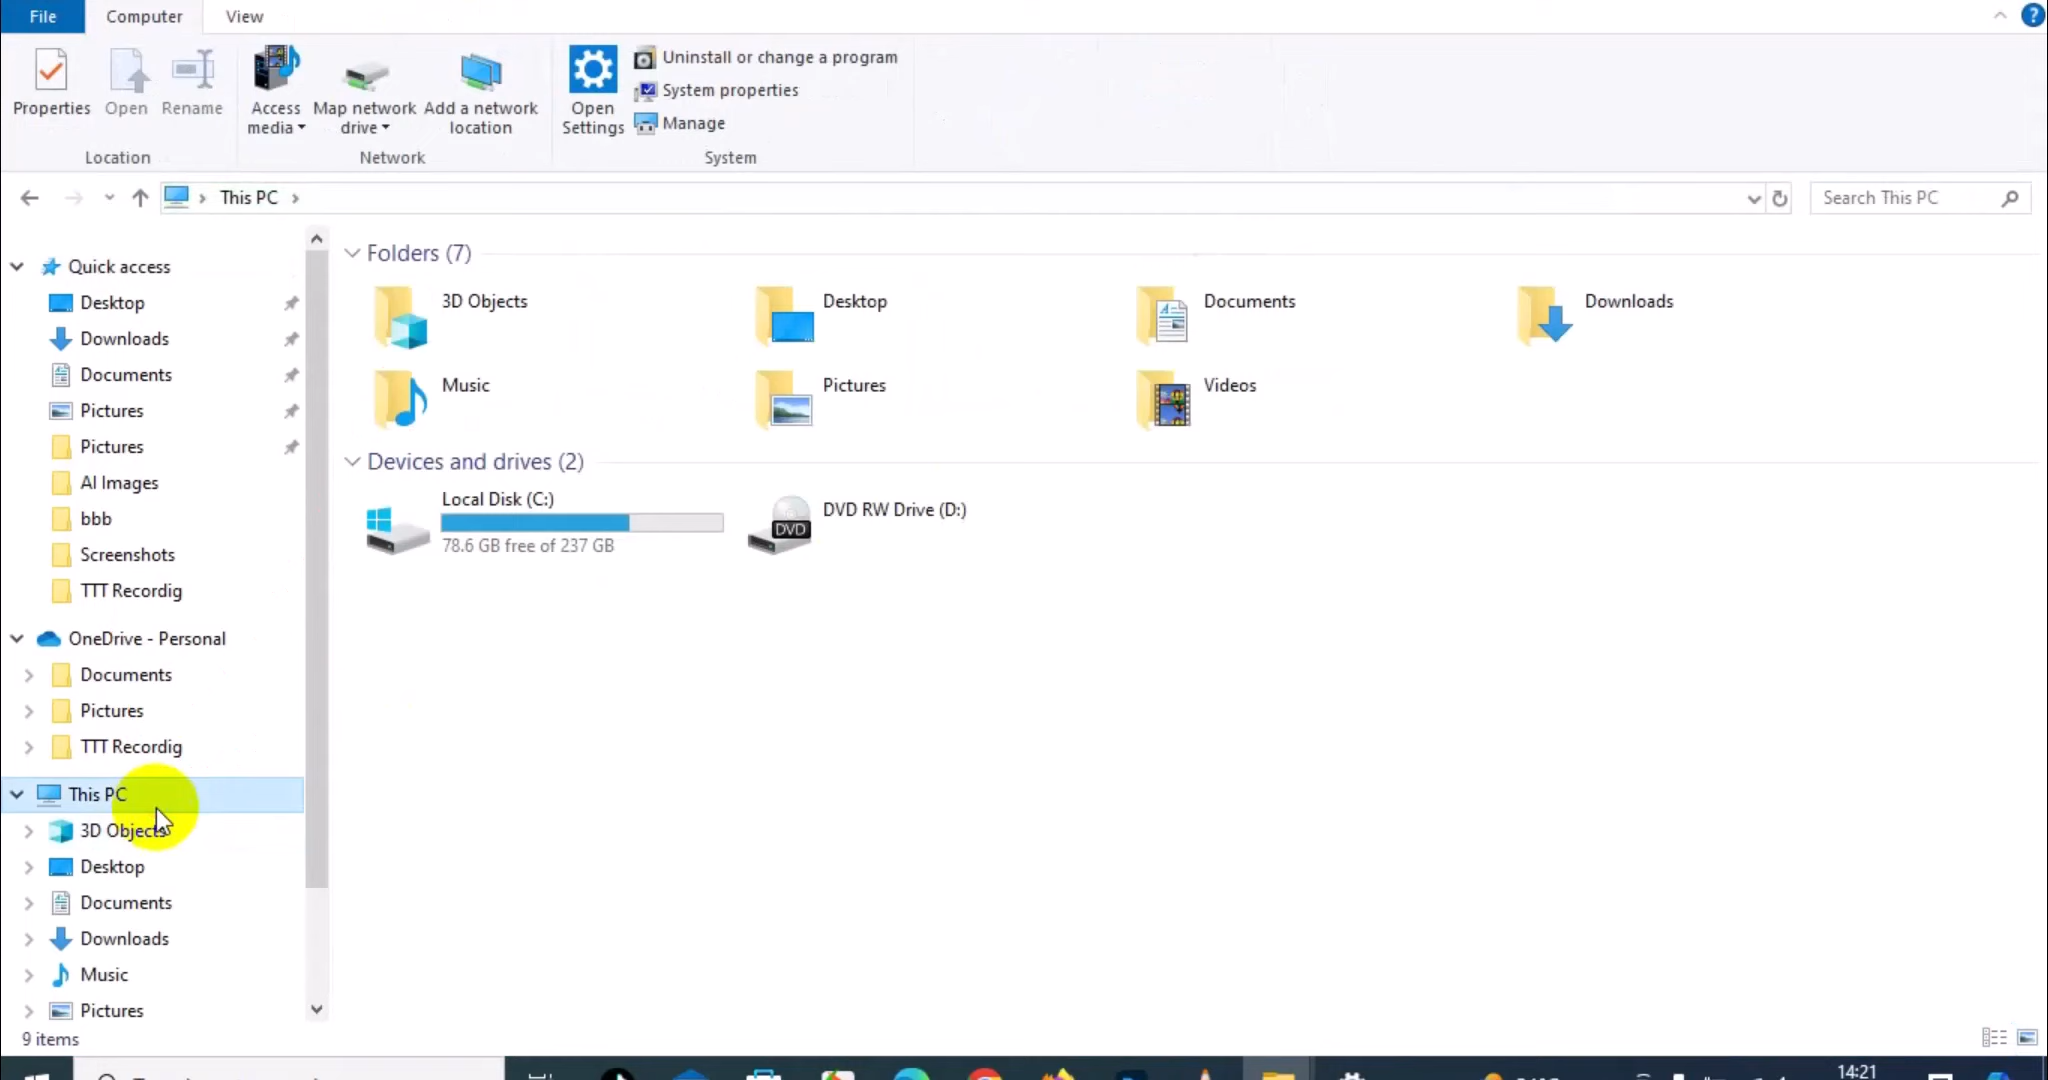 File
Computer
View
Properties
Open
Rename
Access media
Map network drive
Add a network location
Open Settings
Uninstall or change a program
System properties
Manage
Location
Network
System
This PC
Search This PC
Quick access
Desktop
Downloads
Documents
Pictures
Pictures
AI Images
bbb
Screenshots
TTT Recordig
OneDrive - Personal
Documents
Pictures
TTT Recordig
This PC
3D Objects
Desktop
Documents
Downloads
Music
Pictures
Folders (7)
3D Objects
Desktop
Documents
Downloads
Music
Pictures
Videos
Devices and drives (2)
Local Disk (C:)
78.6 GB free of 237 GB
DVD
DVD RW Drive (D:)
9 items
14:21